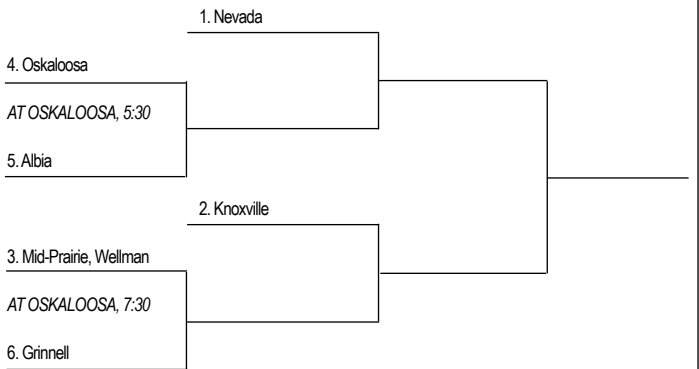 1. Nevada
4. Oskaloosa
AT OSKALOOSA, 5:30
5. Albia
2. Knoxville
3. Mid-Prairie, Wellman
AT OSKALOOSA, 7:30
6. Grinnell